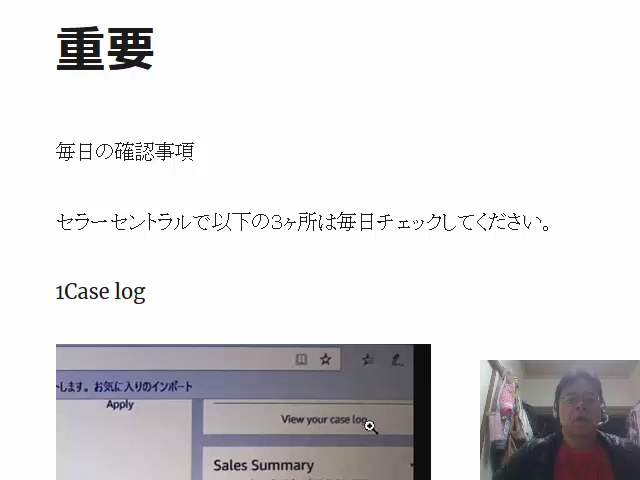 重要
毎日の確認事項
セラーセントラルで以下の3ヶ所は毎日チェックしてください。
1Case log
します。お気に入りのインポート
Apply
View your case log
Sales Summary